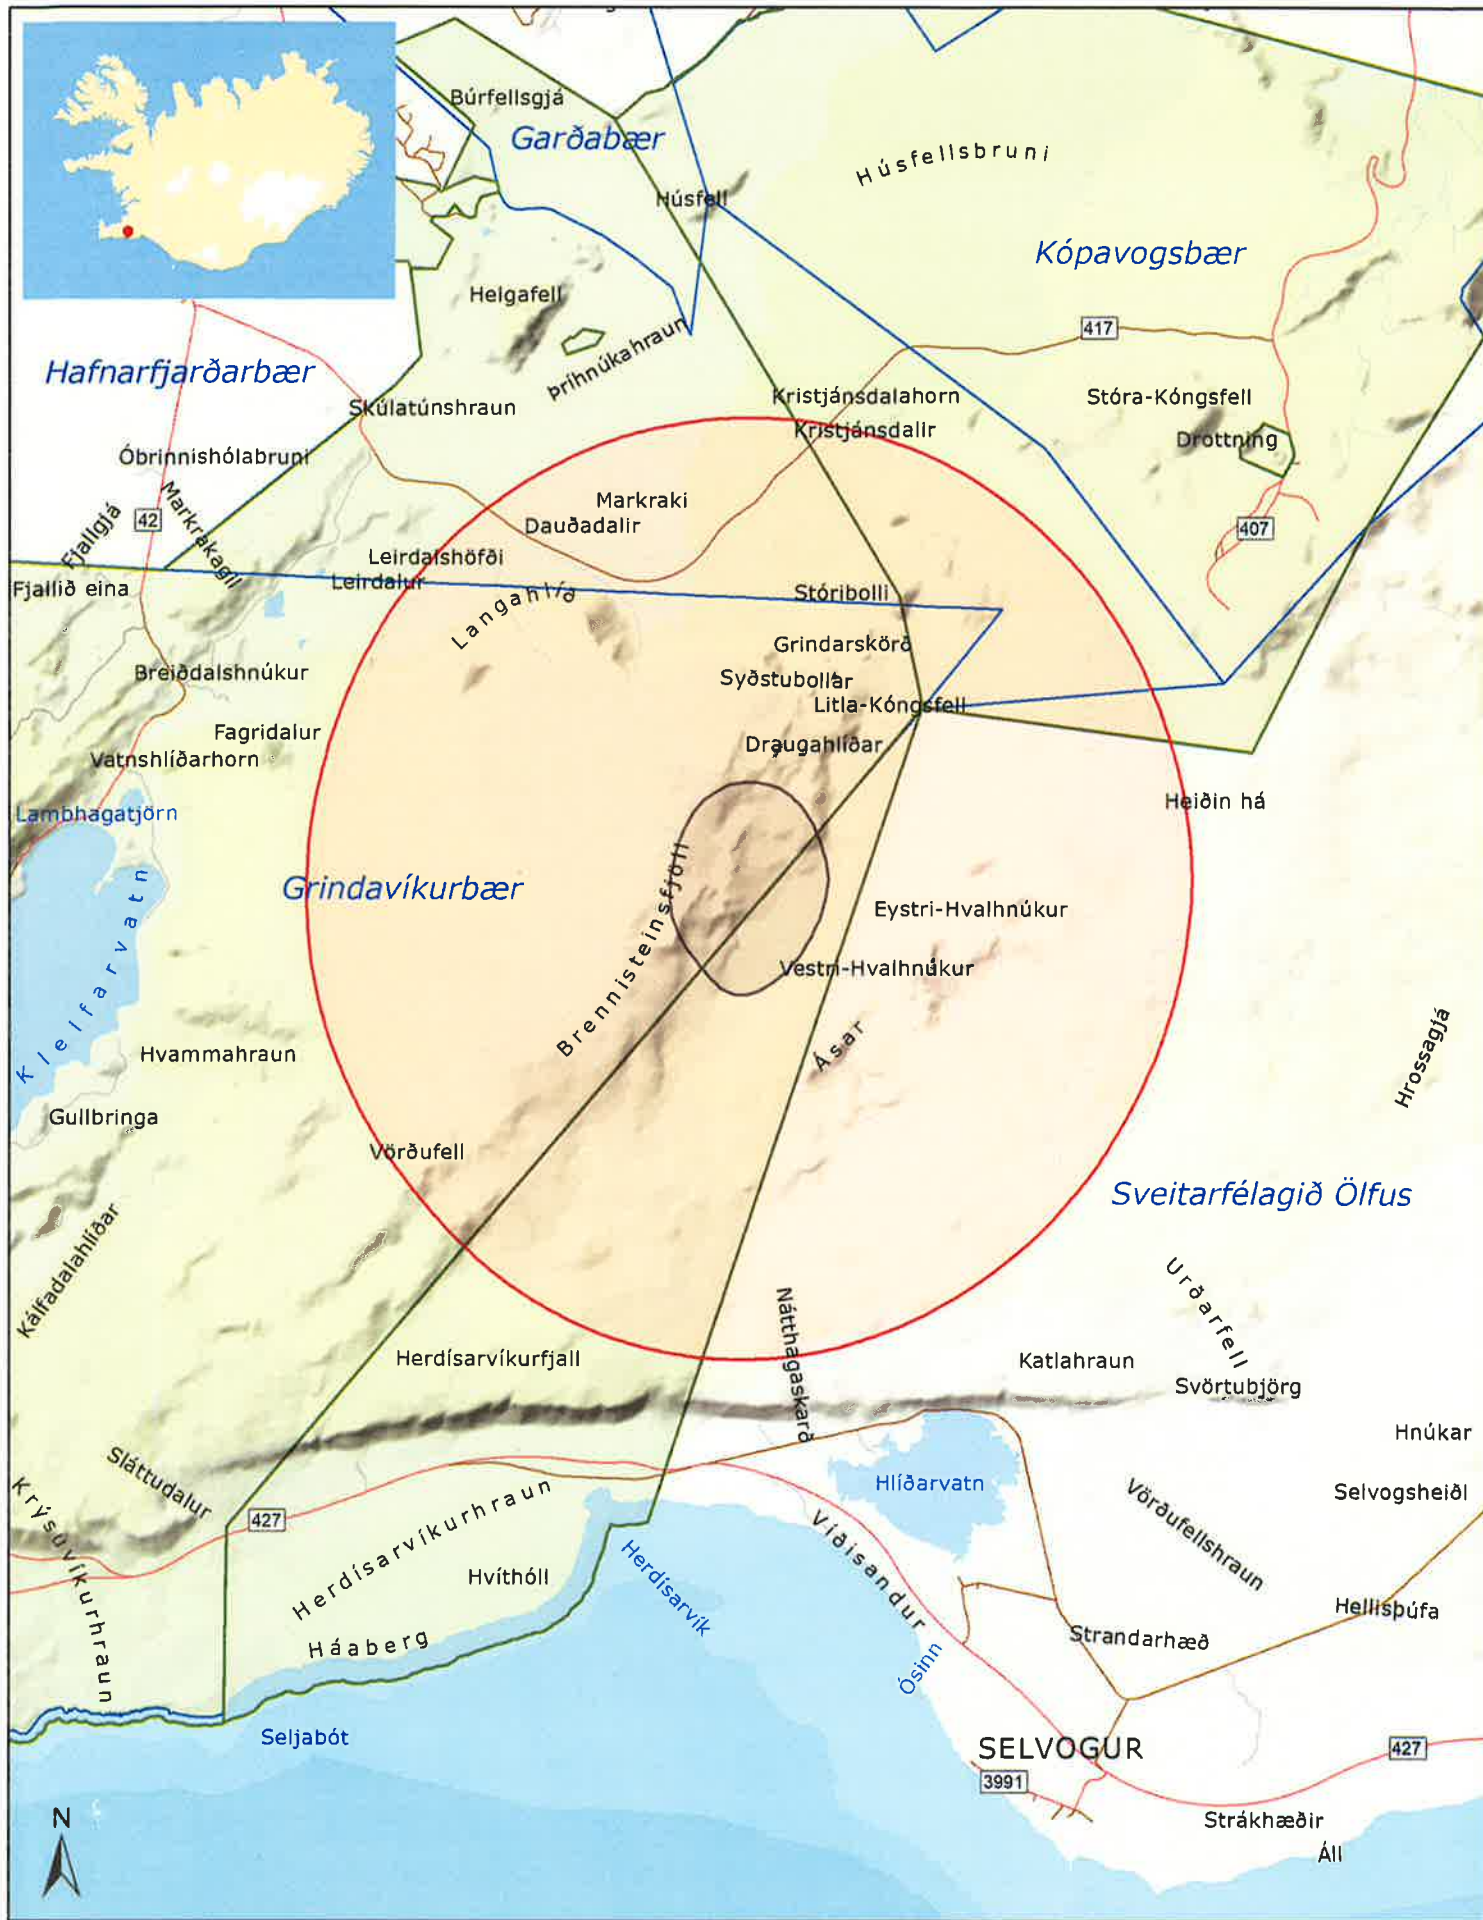 Búrfellsgjá
Garðabær
Húsfellsbruni
Húsfell
Kópavogsbær
Helgafell
417
Þríhnúkahraun
Hafnarfjarðarbær
Kristjánsdalahorn
Stóra-Kóngsfell
Skúlatúnshraun
Kristjánsdalir
Drottning
Óbrinnishólabruni
Markraki
Markrakagil
Fjallgjá
42
Dauðadalir
407
Leirdalshöfði
Leirdalur
Fjallið eina
Langahlíð
Stóribolli
Grindarskörð
Breiðdalshnúkur
Syðstubollar
Litla-Kóngsfell
Fagridalur
Draugahlíðar
Vatnshlíðarhorn
Heiðin há
Lambhagatjörn
Grindavíkurbær
Kleifarvatn
Brennisteinsfjöll
Eystri-Hvalhnúkur
Vestri-Hvalhnúkur
Ásar
Hvammahraun
Hrossagjá
Gullbringa
Vörðufell
Sveitarfélagið Ölfus
Kálfadalahlíðar
Urðarfell
Nátthagaskarð
Herdísarvíkurfjall
Katlahraun
Svörtubjörg
Hnúkar
Sláttudalur
Hlíðarvatn
Selvogsheiði
Krýsuvíkurhraun
427
Herdísarvíkurhraun
Vörðufellshraun
Víðisandur
Hvíthóll
Herdísarvík
Hellisþúfa
Háaberg
Strandarhæð
Ósinn
Seljabót
SELVOGUR
427
3991
N
Strákhæðir
Áll